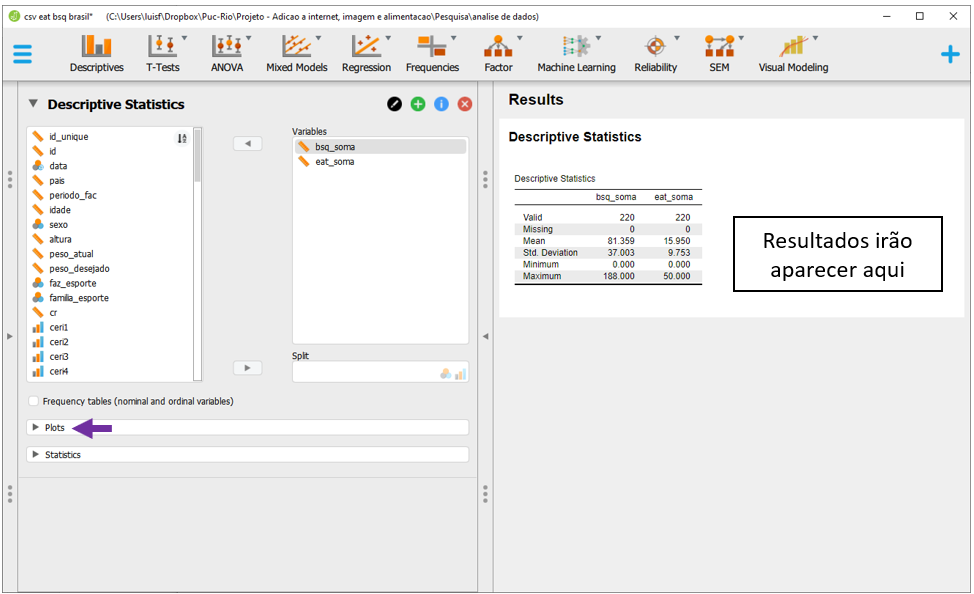 csv eat bsq brasil* (C:\Users\luisf\Dropbox\Puc-Rio\Projeto - Adicao a internet, imagem e alimentacao\Pesquisa\analise de dados)
Descriptives T-Tests ANOVA Mixed Models Regression Frequencies Factor Machine Learning Reliability SEM Visual Modeling
Descriptive Statistics
id_unique
id
data
pais
periodo_fac
idade
sexo
altura
peso_atual
peso_desejado
faz_esporte
familia_esporte
cr
ceri1
ceri2
ceri3
ceri4
Variables
bsq_soma
eat_soma
Split
Frequency tables (nominal and ordinal variables)
Plots
Statistics
Results
Descriptive Statistics
Descriptive Statistics
bsq_soma eat_soma
Valid 220 220
Missing 0 0
Mean 81.359 15.950
Std. Deviation 37.003 9.753
Minimum 0.000 0.000
Maximum 188.000 50.000
Resultados irão
aparecer aqui